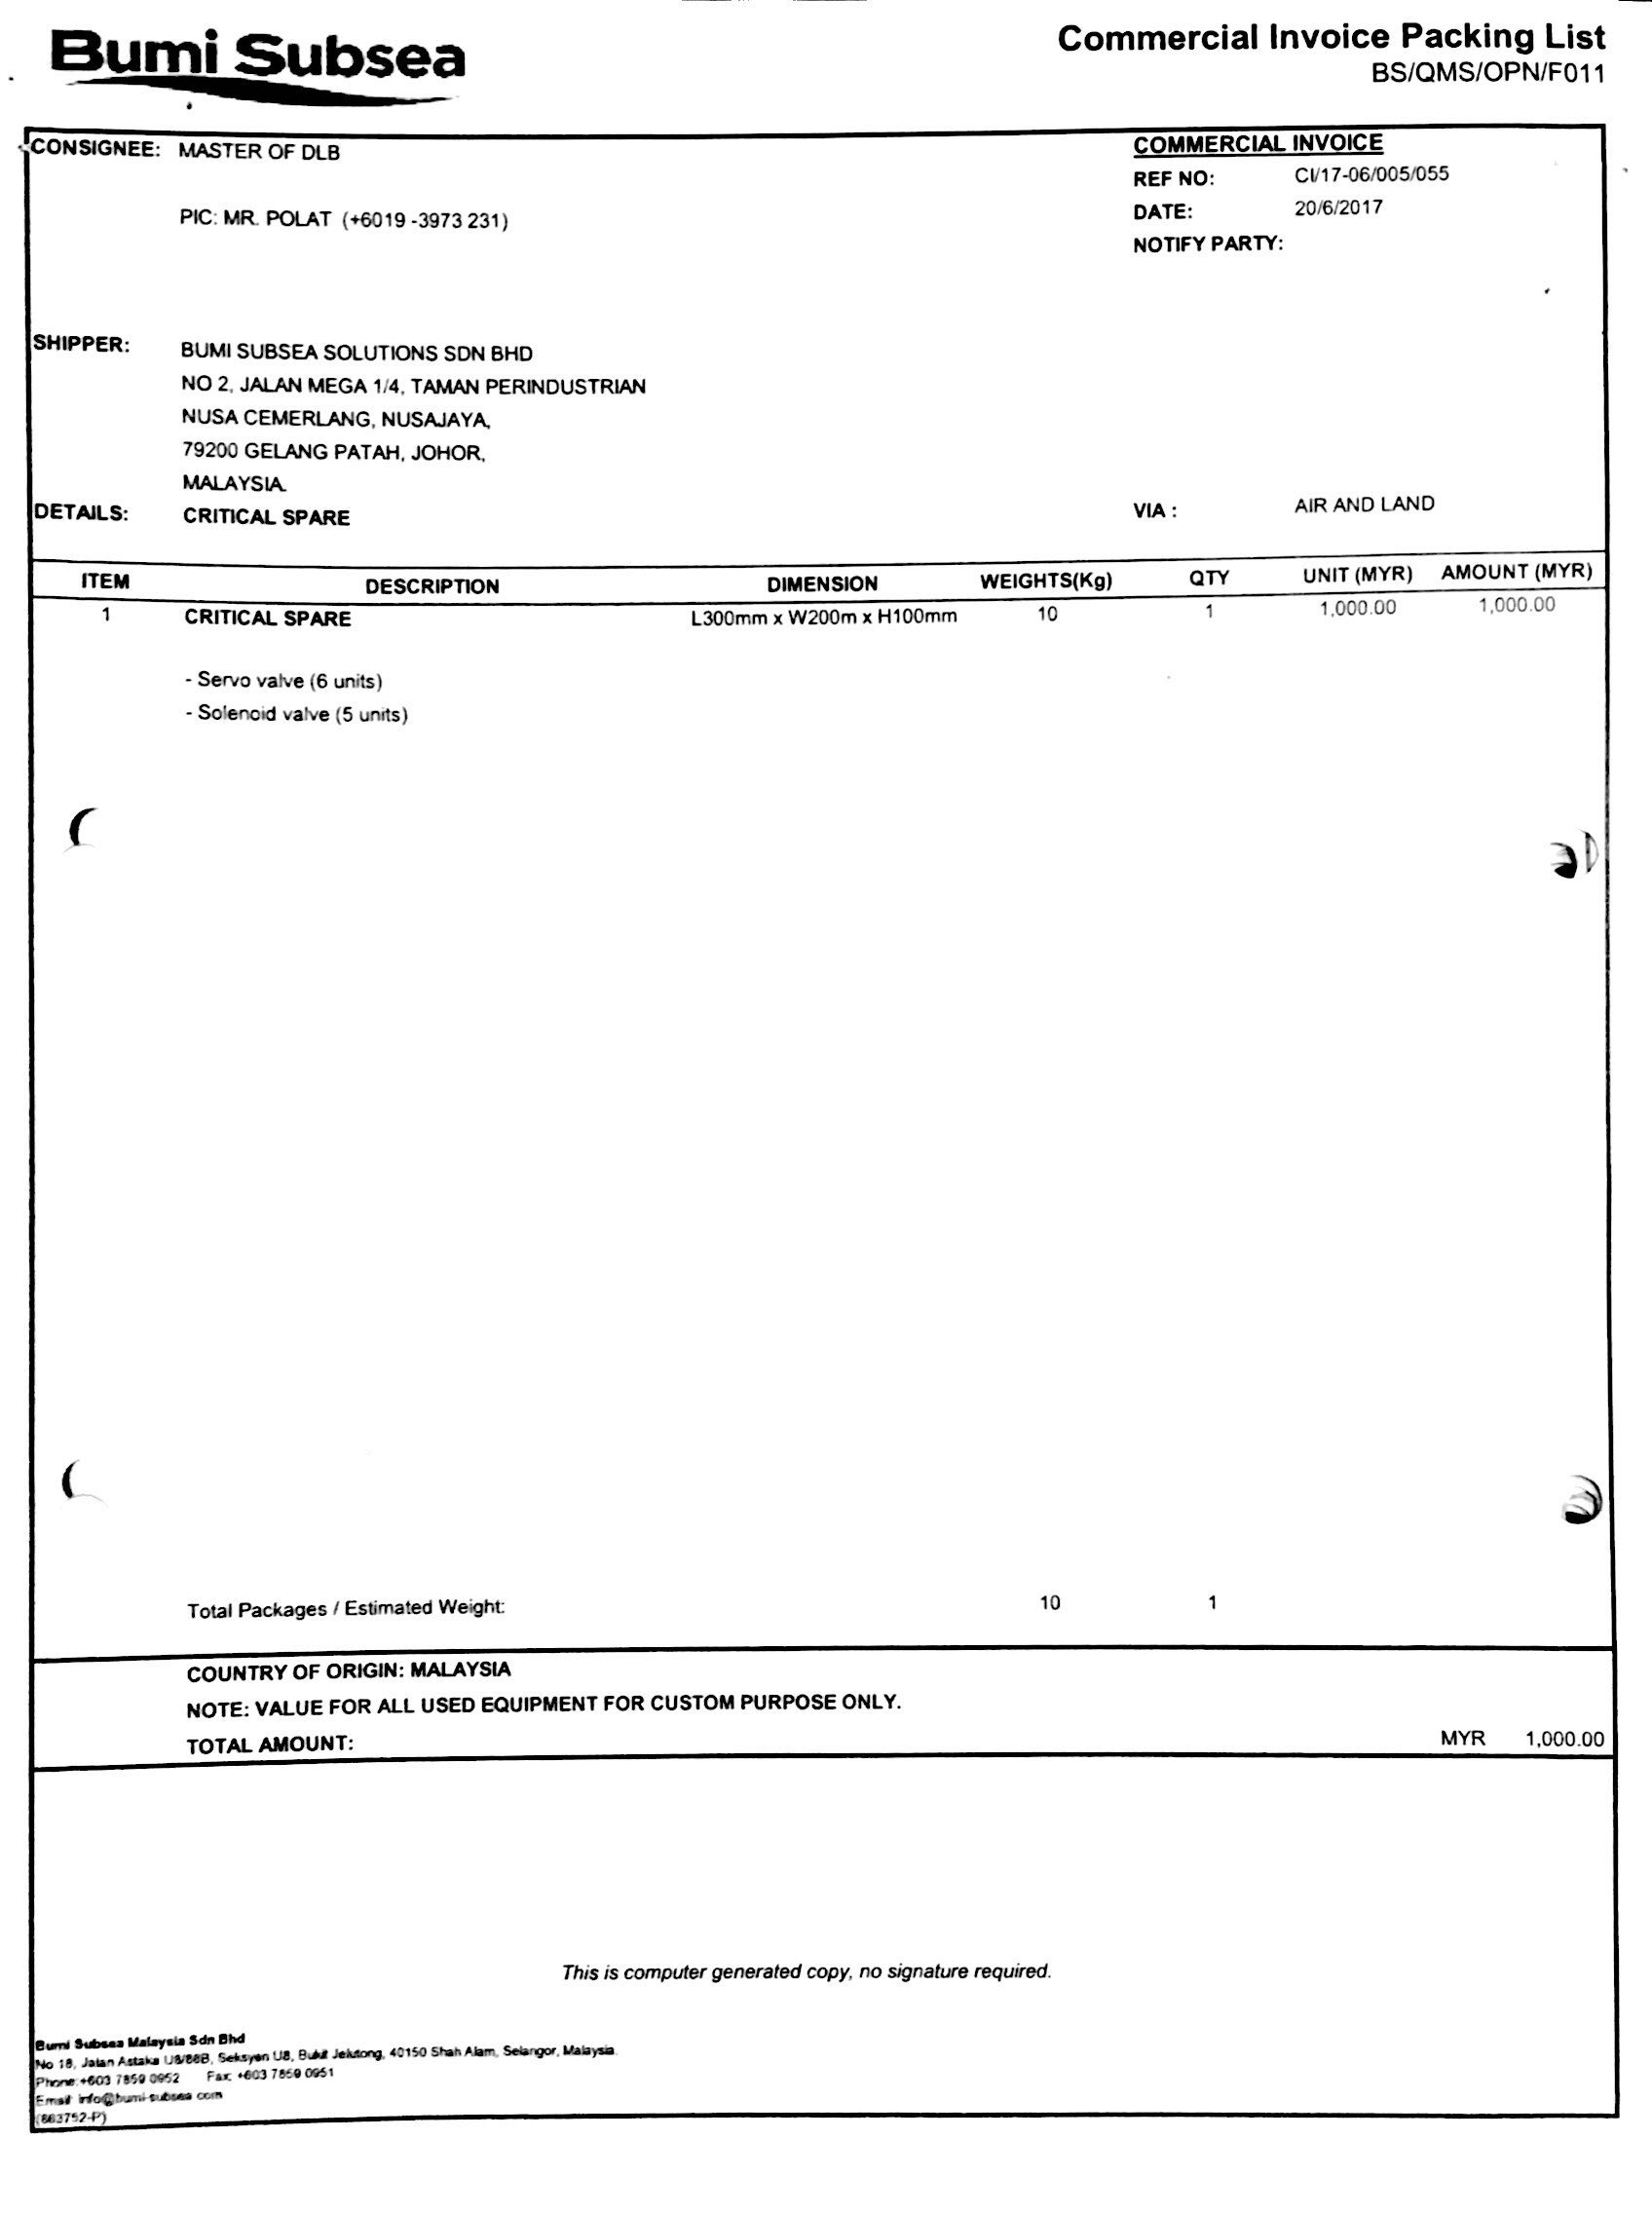 Bumi Subsea
Commercial Invoice Packing List
BS/QMS/OPN/F011
CONSIGNEE: MASTER OF DLB
PIC: MR. POLAT (+6019 -3973 231)
COMMERCIAL INVOICE
REF NO: CI/17-06/005/055
DATE: 20/6/2017
NOTIFY PARTY:
SHIPPER: BUMI SUBSEA SOLUTIONS SDN BHD
NO 2, JALAN MEGA 1/4, TAMAN PERINDUSTRIAN
NUSA CEMERLANG, NUSAJAYA,
79200 GELANG PATAH, JOHOR,
MALAYSIA.
DETAILS: CRITICAL SPARE VIA : AIR AND LAND
ITEM DESCRIPTION DIMENSION WEIGHTS(Kg) QTY UNIT (MYR) AMOUNT (MYR)
1 CRITICAL SPARE L300mm x W200m x H100mm 10 1 1,000.00 1,000.00
- Servo valve (6 units)
- Solenoid valve (5 units)
Total Packages / Estimated Weight: 10 1
COUNTRY OF ORIGIN: MALAYSIA
NOTE: VALUE FOR ALL USED EQUIPMENT FOR CUSTOM PURPOSE ONLY.
TOTAL AMOUNT: MYR 1,000.00
This is computer generated copy, no signature required.
Bumi Subsea Malaysia Sdn Bhd
No 18, Jalan Astaka U8/88B, Seksyen U8, Bukit Jelutong, 40150 Shah Alam, Selangor, Malaysia.
Phone: +603 7859 0952 Fax: +603 7859 0951
Email: info@bumi-subsea.com
(863752-P)